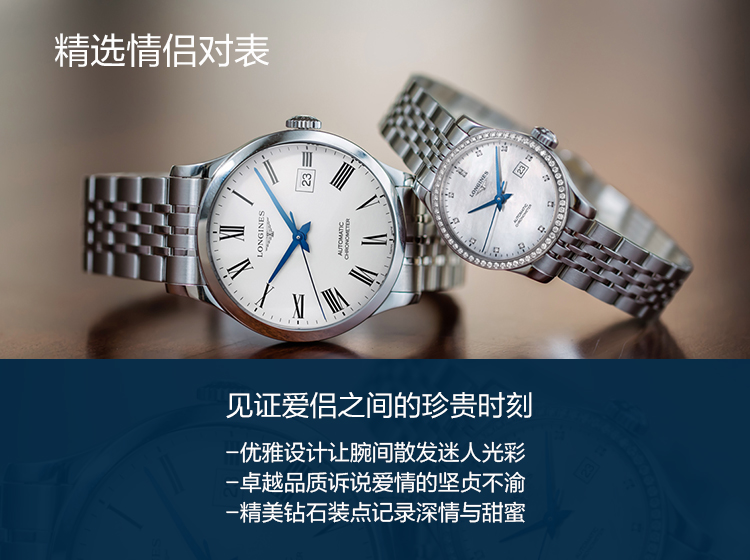 精选情侣对表
LONGINES
AUTOMATIC
CHRONOMETER
23
LONGINES
AUTOMATIC
23
见证爱侣之间的珍贵时刻
–优雅设计让腕间散发迷人光彩
–卓越品质诉说爱情的坚贞不渝
–精美钻石装点记录深情与甜蜜